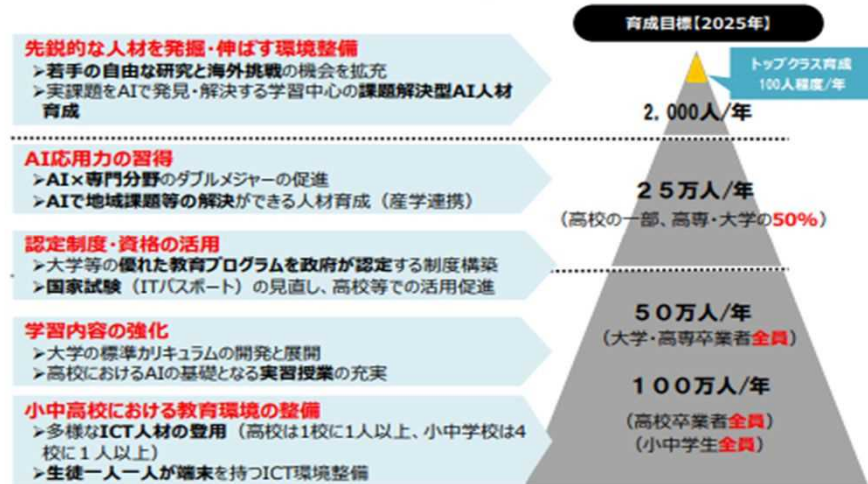 育成目標【2025年】
先鋭的な人材を発掘・伸ばす環境整備
➢若手の自由な研究と海外挑戦の機会を拡充
➢実課題をAIで発見・解決する学習中心の課題解決型AI人材
育成
トップクラス育成
100人程度/年
2,000人/年
AI応用力の習得
➢AI×専門分野のダブルメジャーの促進
➢AIで地域課題等の解決ができる人材育成（産学連携）
25万人/年
（高校の一部、高専・大学の50%）
認定制度・資格の活用
➢大学等の優れた教育プログラムを政府が認定する制度構築
➢国家試験（ITパスポート）の見直し、高校等での活用促進
学習内容の強化
➢大学の標準カリキュラムの開発と展開
➢高校におけるAIの基礎となる実習授業の充実
50万人/年
（大学・高専卒業者全員）
小中高校における教育環境の整備
➢多様なICT人材の登用（高校は1校に1人以上、小中学校は4
校に１人以上）
➢生徒一人一人が端末を持つICT環境整備
100万人/年
（高校卒業者全員）
（小中学生全員）